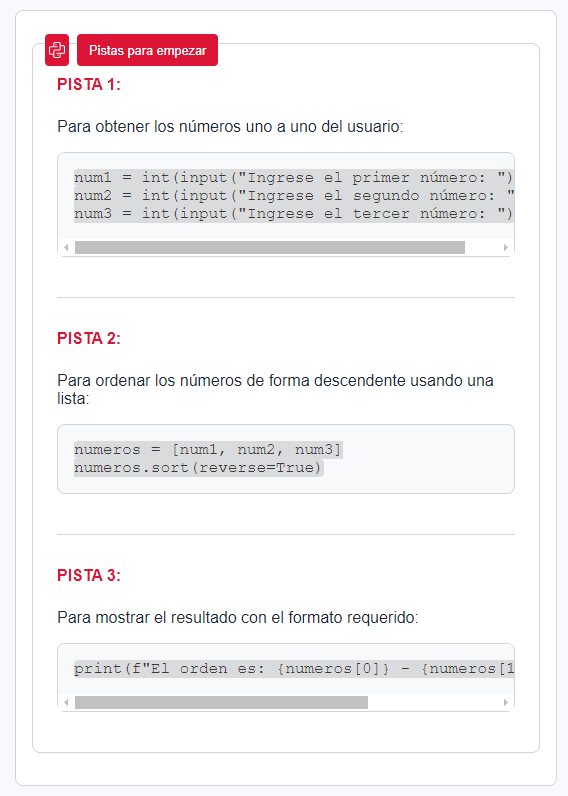 Pistas para empezar
PISTA 1:
Para obtener los números uno a uno del usuario:
num1 = int(input("Ingrese el primer número: ")
num2 = int(input("Ingrese el segundo número: "
num3 = int(input("Ingrese el tercer número: ")
PISTA 2:
Para ordenar los números de forma descendente usando una
lista:
numeros = [num1, num2, num3]
numeros.sort(reverse=True)
PISTA 3:
Para mostrar el resultado con el formato requerido:
print(f"El orden es: {numeros[0]} - {numeros[1